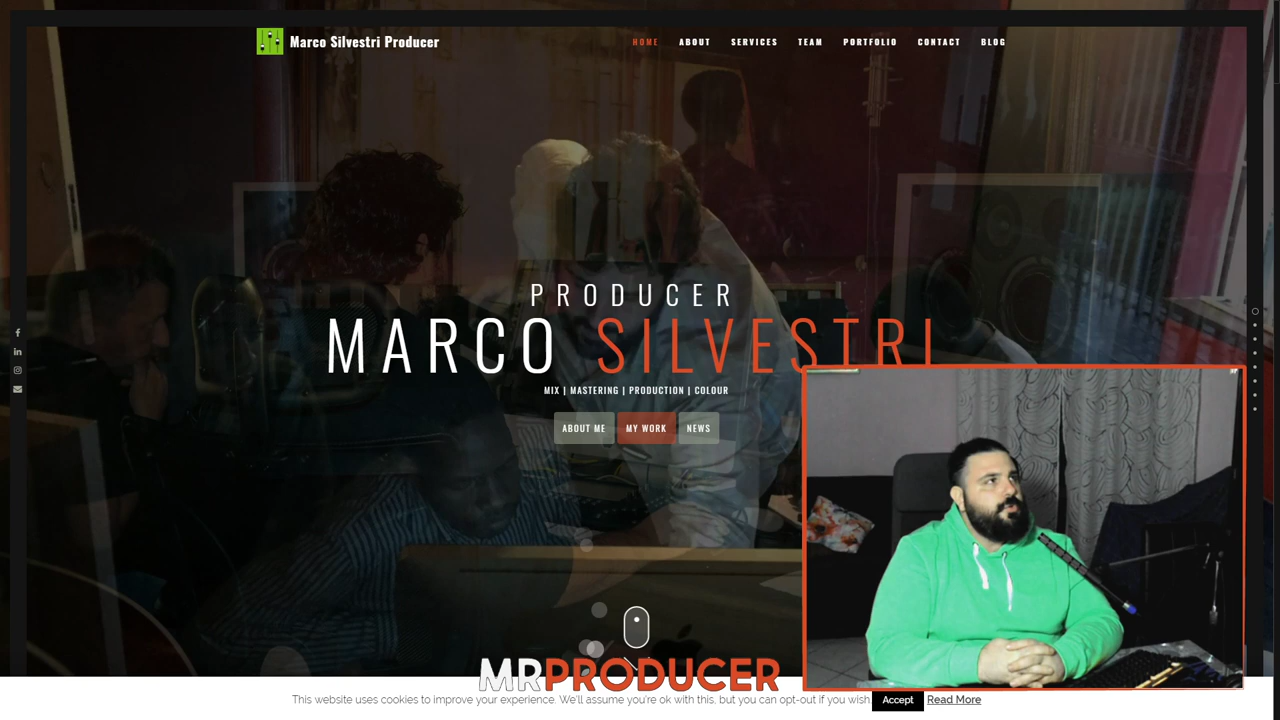 Marco Silvestri Producer
HOME ABOUT SERVICES TEAM PORTFOLIO CONTACT BLOG
PRODUCER
MARCO SILVESTRI
MIX | MASTERING | PRODUCTION | COLOUR
ABOUT ME MY WORK NEWS
MRPRODUCER
This website uses cookies to improve your experience. We'll assume you're ok with this, but you can opt-out if you wish. Accept Read More